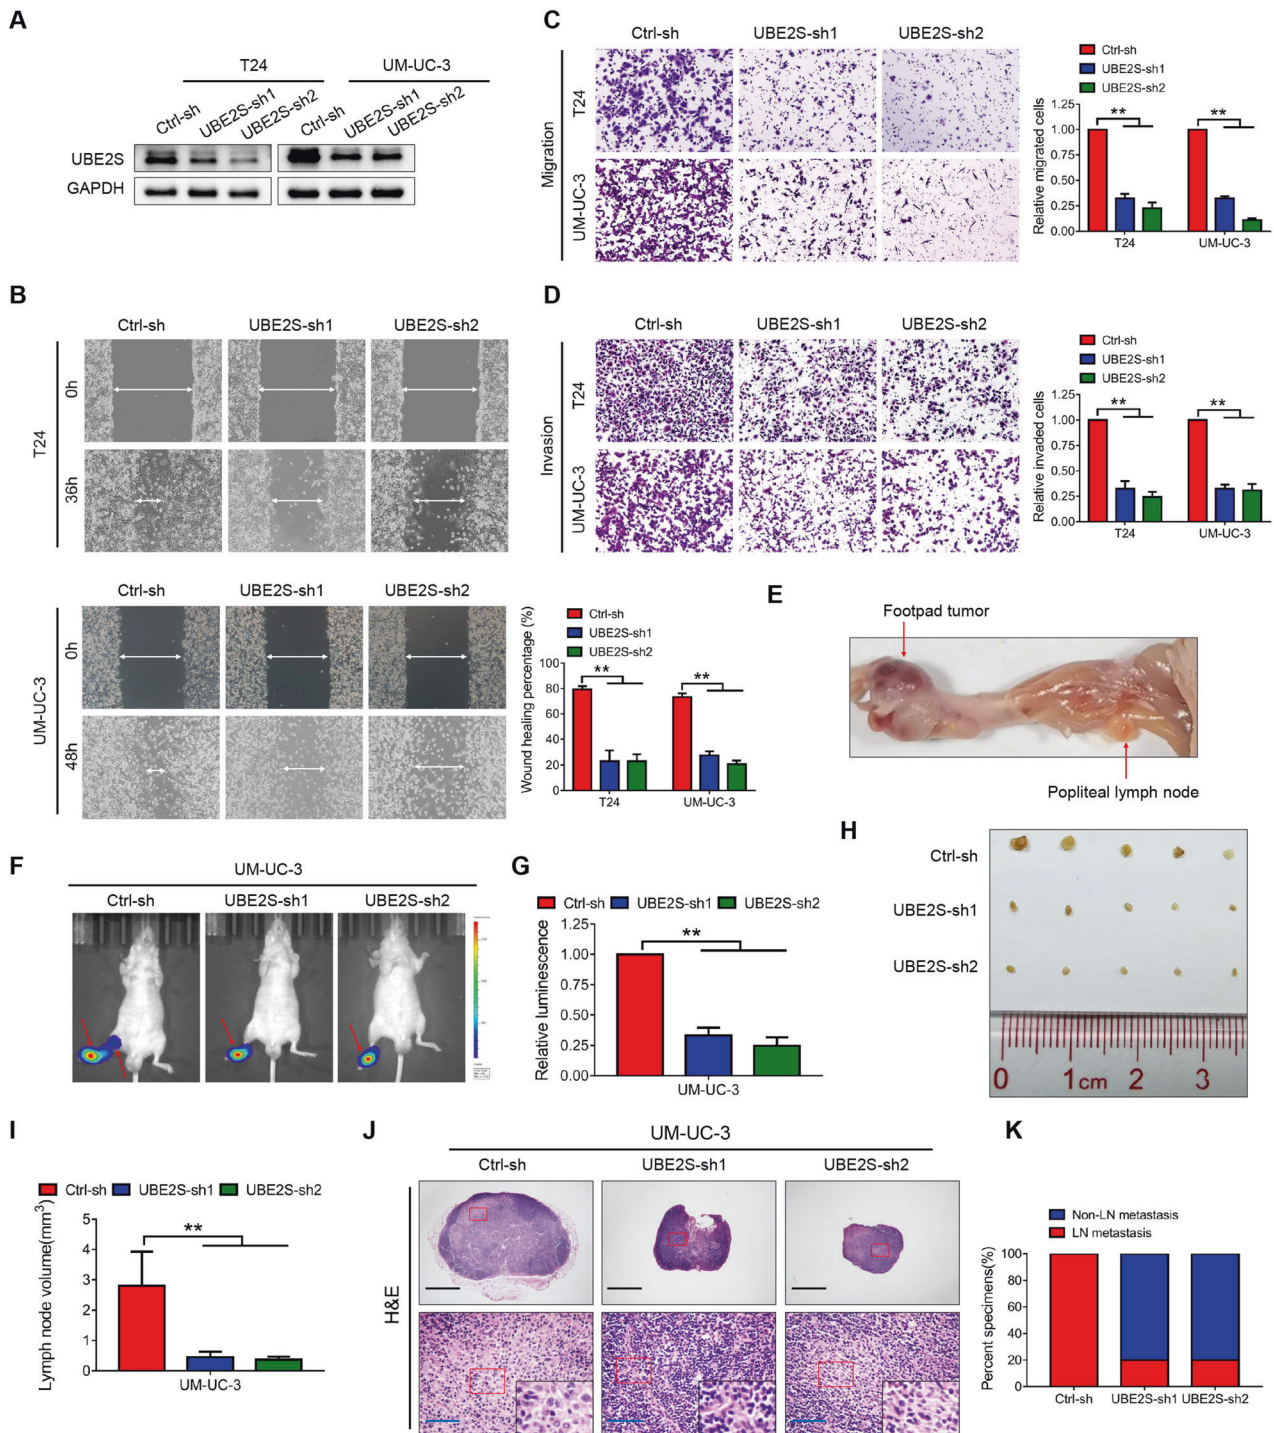 A
T24
UM-UC-3
Ctrl-sh
UBE2S-sh1
UBE2S-sh2
Ctrl-sh
UBE2S-sh1
UBE2S-sh2
UBE2S
GAPDH
B
Ctrl-sh UBE2S-sh1 UBE2S-sh2
T24
0h
36h
Ctrl-sh UBE2S-sh1 UBE2S-sh2
UM-UC-3
0h
48h
Ctrl-sh
UBE2S-sh1
UBE2S-sh2
Wound healing percentage (%)
100
80
60
40
20
0
**
**
T24 UM-UC-3
C
Ctrl-sh UBE2S-sh1 UBE2S-sh2
Migration
T24
UM-UC-3
Ctrl-sh
UBE2S-sh1
UBE2S-sh2
Relative migrated cells
1.25
1.00
0.75
0.50
0.25
0.00
**
**
T24 UM-UC-3
D
Ctrl-sh UBE2S-sh1 UBE2S-sh2
Invasion
T24
UM-UC-3
Ctrl-sh
UBE2S-sh1
UBE2S-sh2
Relative invaded cells
1.25
1.00
0.75
0.50
0.25
0.00
**
**
T24 UM-UC-3
E
Footpad tumor
Popliteal lymph node
F
UM-UC-3
Ctrl-sh UBE2S-sh1 UBE2S-sh2
G
Ctrl-sh UBE2S-sh1 UBE2S-sh2
Relative luminescence
1.25
1.00
0.75
0.50
0.25
0.00
**
UM-UC-3
H
Ctrl-sh
UBE2S-sh1
UBE2S-sh2
0 1cm 2 3
I
Ctrl-sh UBE2S-sh1 UBE2S-sh2
Lymph node volume(mm³)
5
4
3
2
1
0
**
UM-UC-3
J
UM-UC-3
Ctrl-sh UBE2S-sh1 UBE2S-sh2
H&E
K
Non-LN metastasis
LN metastasis
Percent specimens(%)
100
80
60
40
20
0
Ctrl-sh UBE2S-sh1 UBE2S-sh2